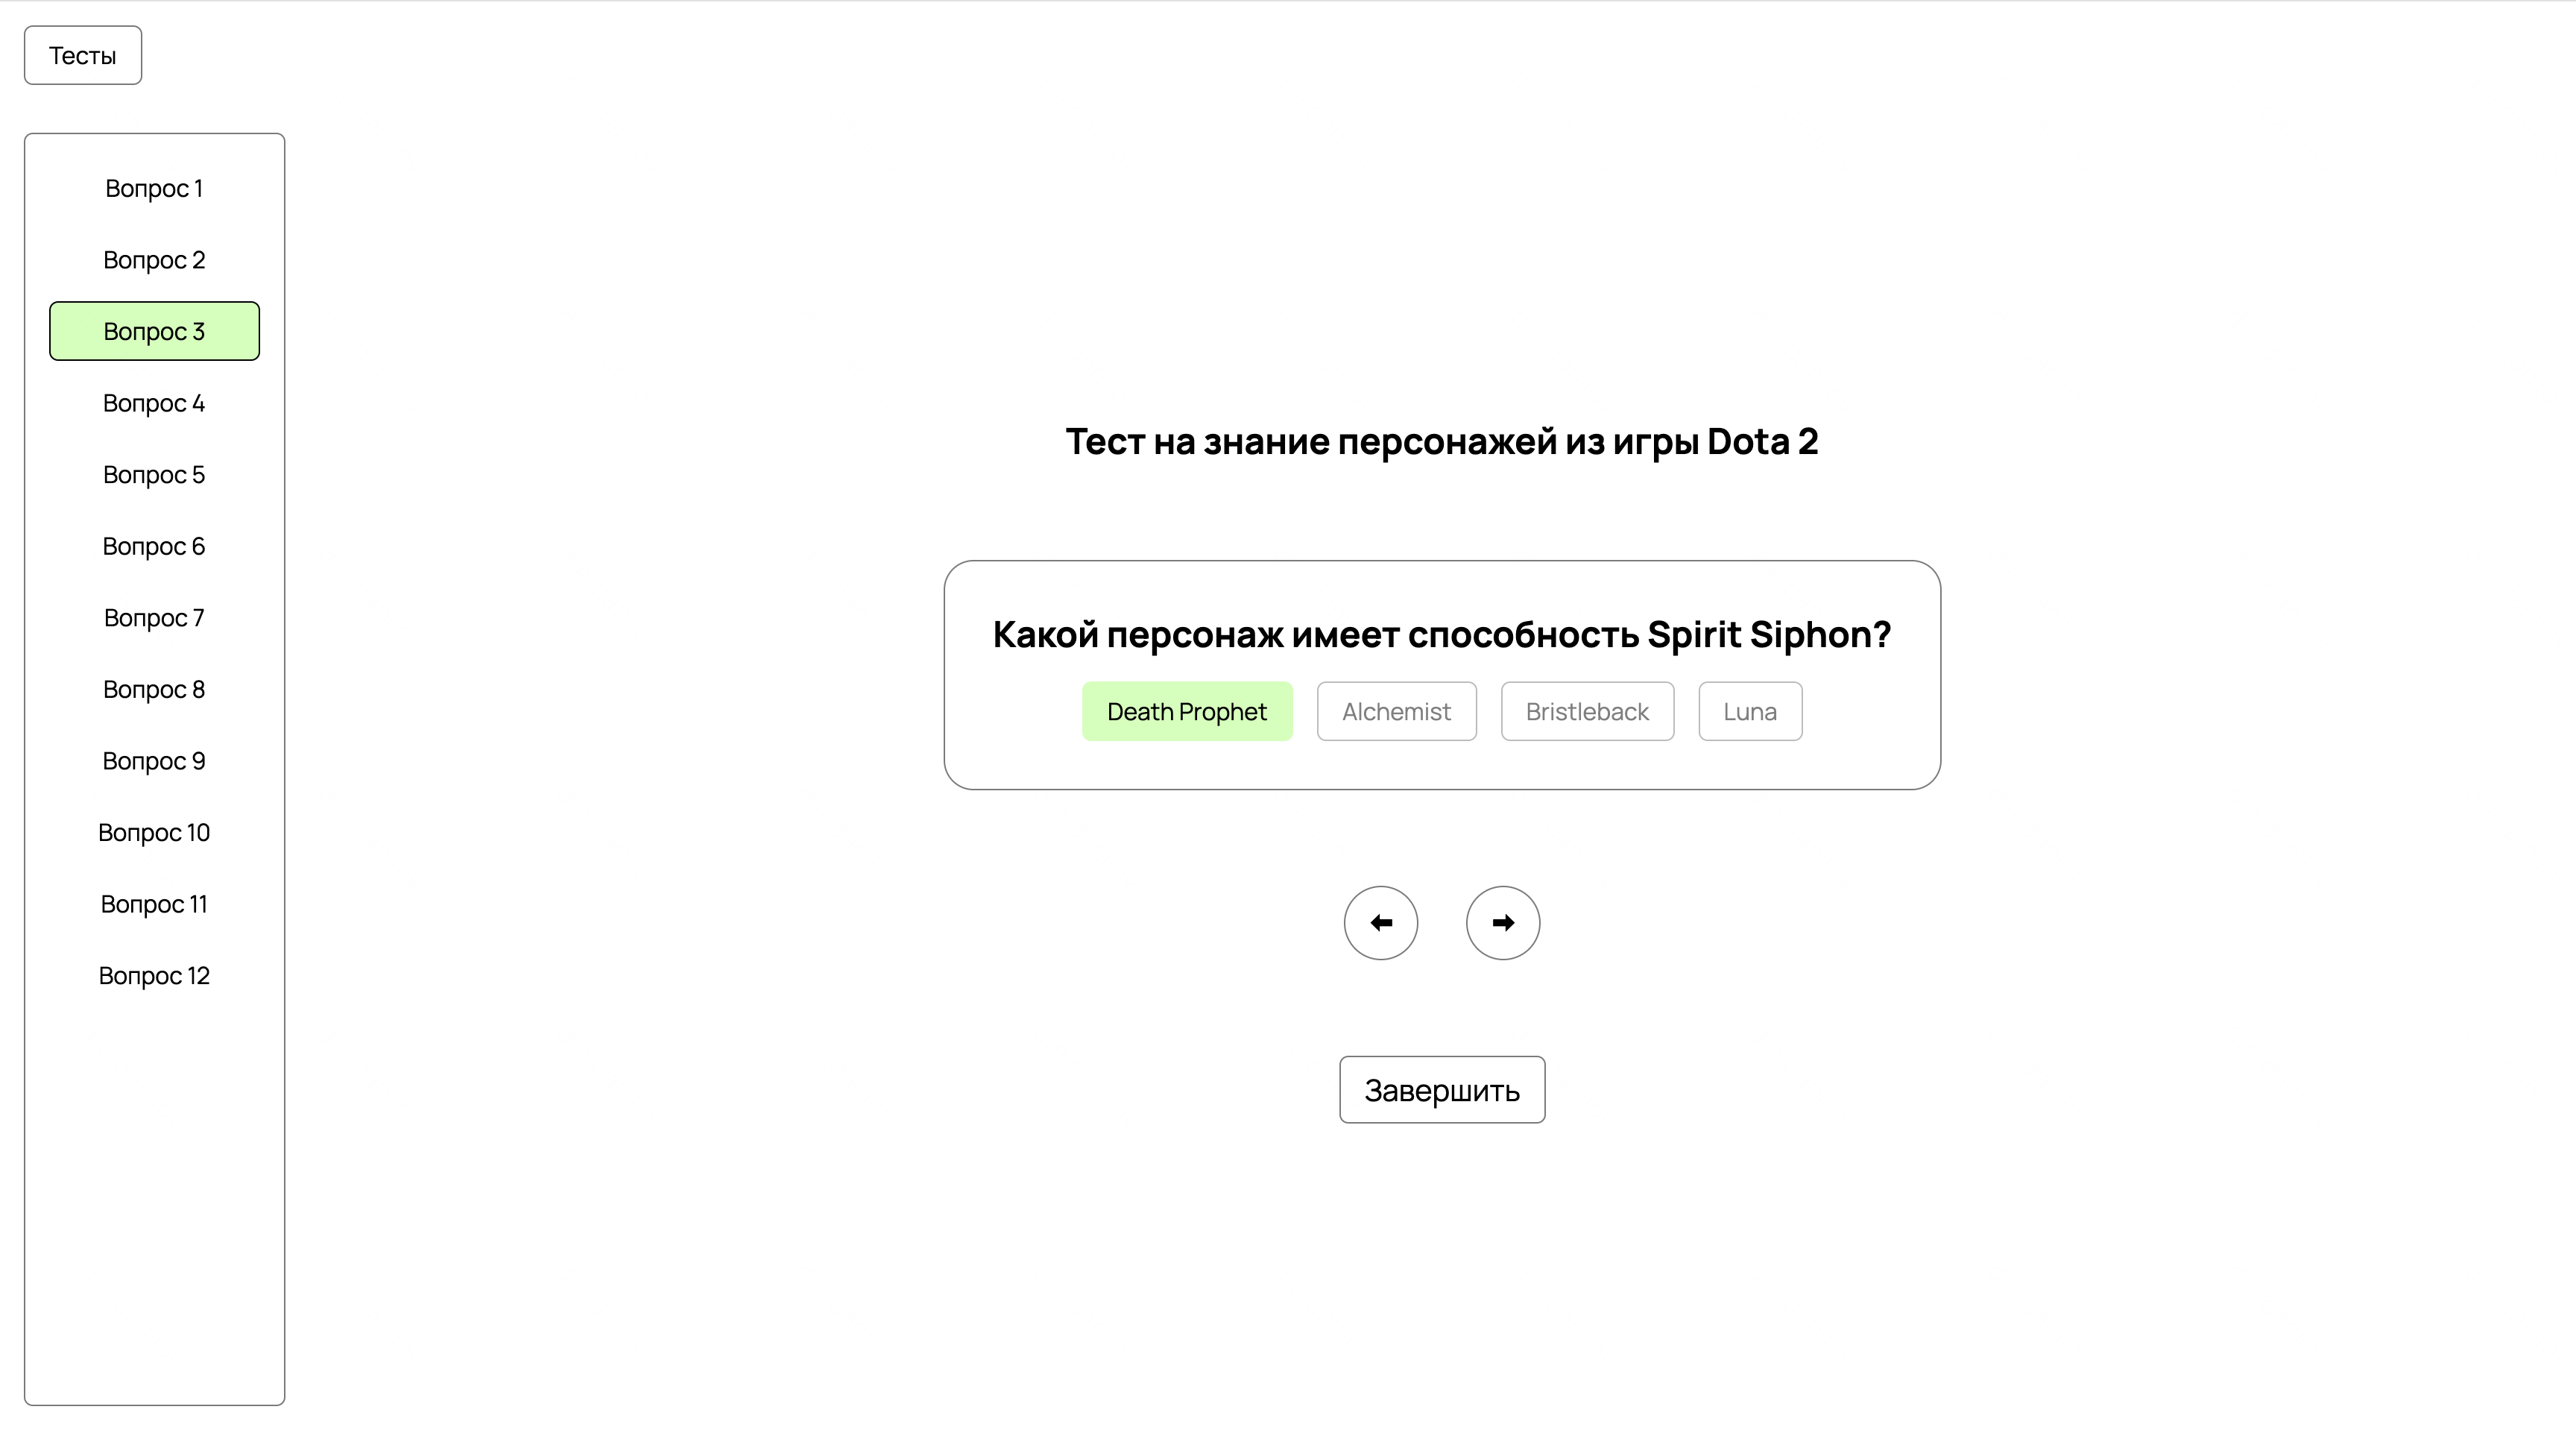 Тесты
Вопрос 1
Вопрос 2
Вопрос 3
Вопрос 4
Вопрос 5
Вопрос 6
Вопрос 7
Вопрос 8
Вопрос 9
Вопрос 10
Вопрос 11
Вопрос 12
Тест на знание персонажей из игры Dota 2
Какой персонаж имеет способность Spirit Siphon?
Death Prophet Alchemist Bristleback Luna
Завершить